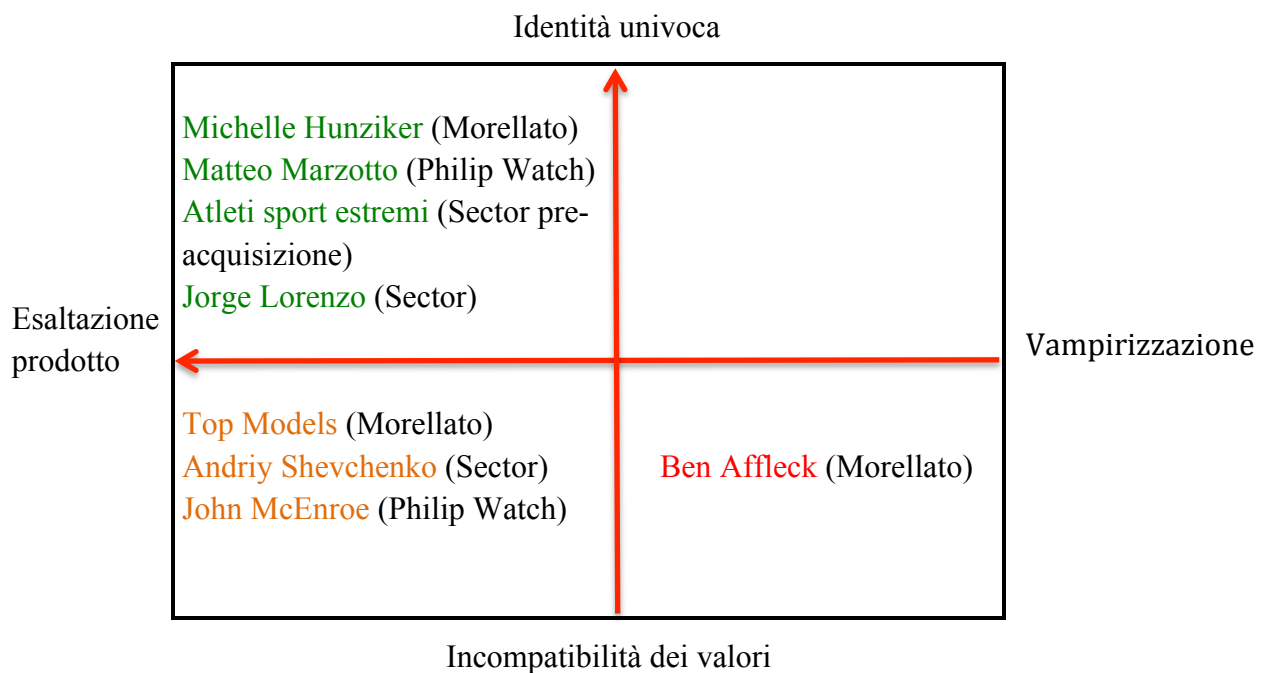 Identità univoca
Michelle Hunziker (Morellato)
Matteo Marzotto (Philip Watch)
Atleti sport estremi (Sector pre-
acquisizione)
Jorge Lorenzo (Sector)
Esaltazione
prodotto
Vampirizzazione
Top Models (Morellato)
Andriy Shevchenko (Sector)
Ben Affleck (Morellato)
John McEnroe (Philip Watch)
Incompatibilità dei valori